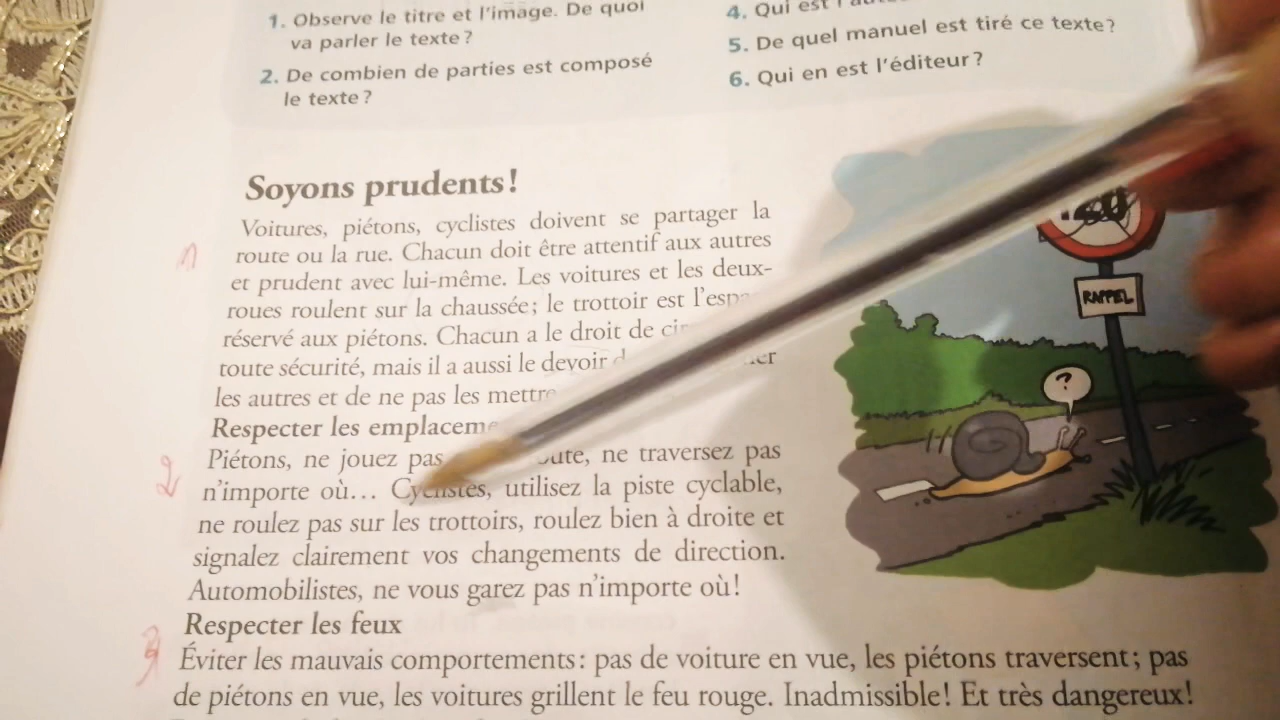 1. Observe le titre et l'image. De quoi
va parler le texte ?
2. De combien de parties est composé
le texte ?
4. Qui est
5. De quel manuel est tiré ce texte ?
6. Qui en est l'éditeur ?
Soyons prudents !
Voitures, piétons, cyclistes doivent se partager la
route ou la rue. Chacun doit être attentif aux autres
et prudent avec lui-même. Les voitures et les deux-
roues roulent sur la chaussée ; le trottoir est
réservé aux piétons. Chacun a le droit de
toute sécurité, mais il a aussi le devoir
les autres et de ne pas les
Respecter les
Piétons, ne jouez pas ne traversez pas
n'importe où... Cyclistes, utilisez la piste cyclable,
ne roulez pas sur les trottoirs, roulez bien à droite et
signalez clairement vos changements de direction.
Automobilistes, ne vous garez pas n'importe où !
Respecter les feux
Éviter les mauvais comportements : pas de voiture en vue, les piétons traversent ; pas
de piétons en vue, les voitures grillent le feu rouge. Inadmissible ! Et très dangereux !
1
2
3
RAPPEL
?